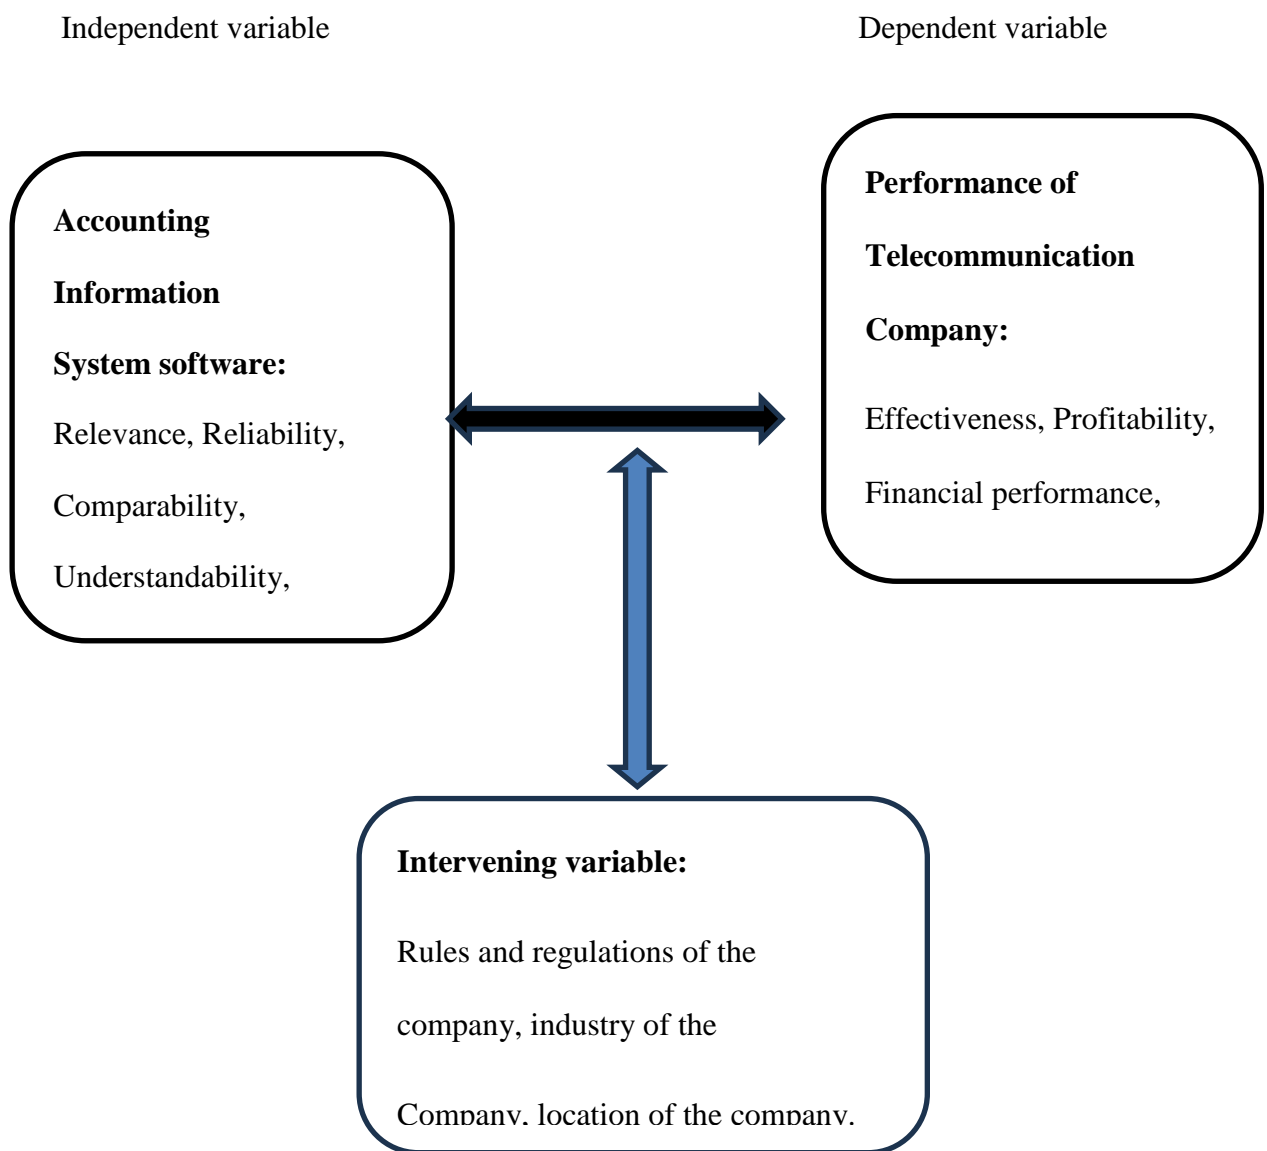 Independent variable
Dependent variable
Accounting
Information
System software:
Relevance, Reliability,
Comparability,
Understandability,
Performance of
Telecommunication
Company:
Effectiveness, Profitability,
Financial performance,
Intervening variable:
Rules and regulations of the
company, industry of the
Company, location of the company.